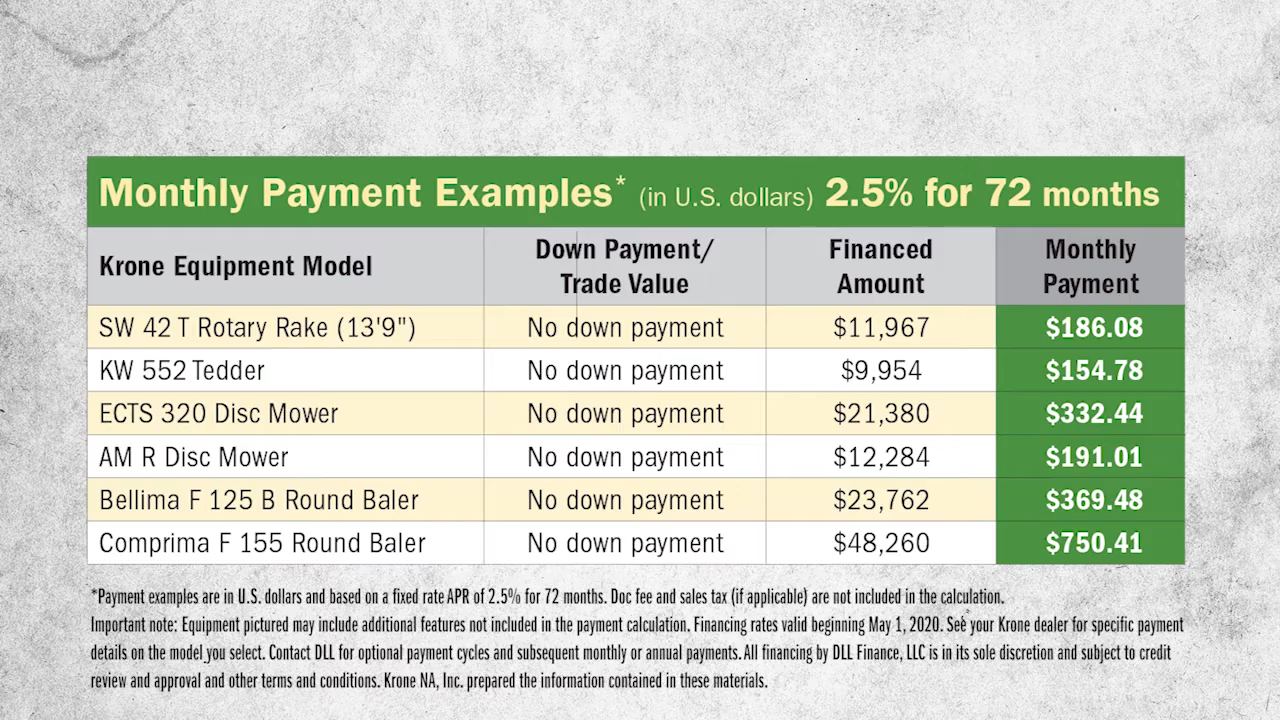 Monthly Payment Examples* (in U.S. dollars) 2.5% for 72 months
Krone Equipment Model Down Payment/ Trade Value Financed Amount Monthly Payment
SW 42 T Rotary Rake (13'9") No down payment $11,967 $186.08
KW 552 Tedder No down payment $9,954 $154.78
ECTS 320 Disc Mower No down payment $21,380 $332.44
AM R Disc Mower No down payment $12,284 $191.01
Bellima F 125 B Round Baler No down payment $23,762 $369.48
Comprima F 155 Round Baler No down payment $48,260 $750.41
*Payment examples are in U.S. dollars and based on a fixed rate APR of 2.5% for 72 months. Doc fee and sales tax (if applicable) are not included in the calculation.
Important note: Equipment pictured may include additional features not included in the payment calculation. Financing rates valid beginning May 1, 2020. See your Krone dealer for specific payment
details on the model you select. Contact DLL for optional payment cycles and subsequent monthly or annual payments. All financing by DLL Finance, LLC is in its sole discretion and subject to credit
review and approval and other terms and conditions. Krone NA, Inc. prepared the information contained in these materials.